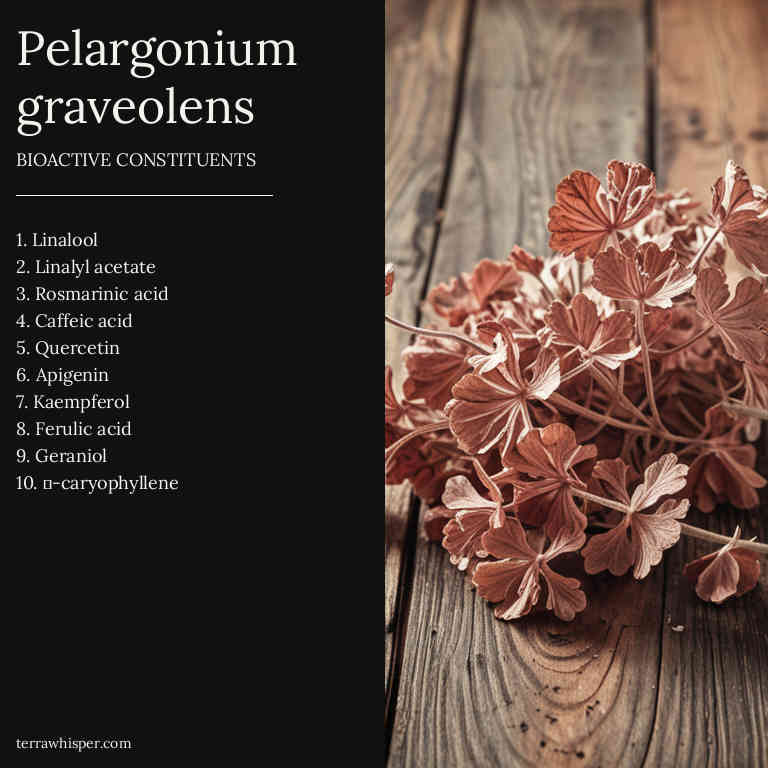 Pelargonium
graveolens
BIOACTIVE CONSTITUENTS
1. Linalool
2. Linalyl acetate
3. Rosmarinic acid
4. Caffeic acid
5. Quercetin
6. Apigenin
7. Kaempferol
8. Ferulic acid
9. Geraniol
10. □-caryophyllene
terrawhisper.com